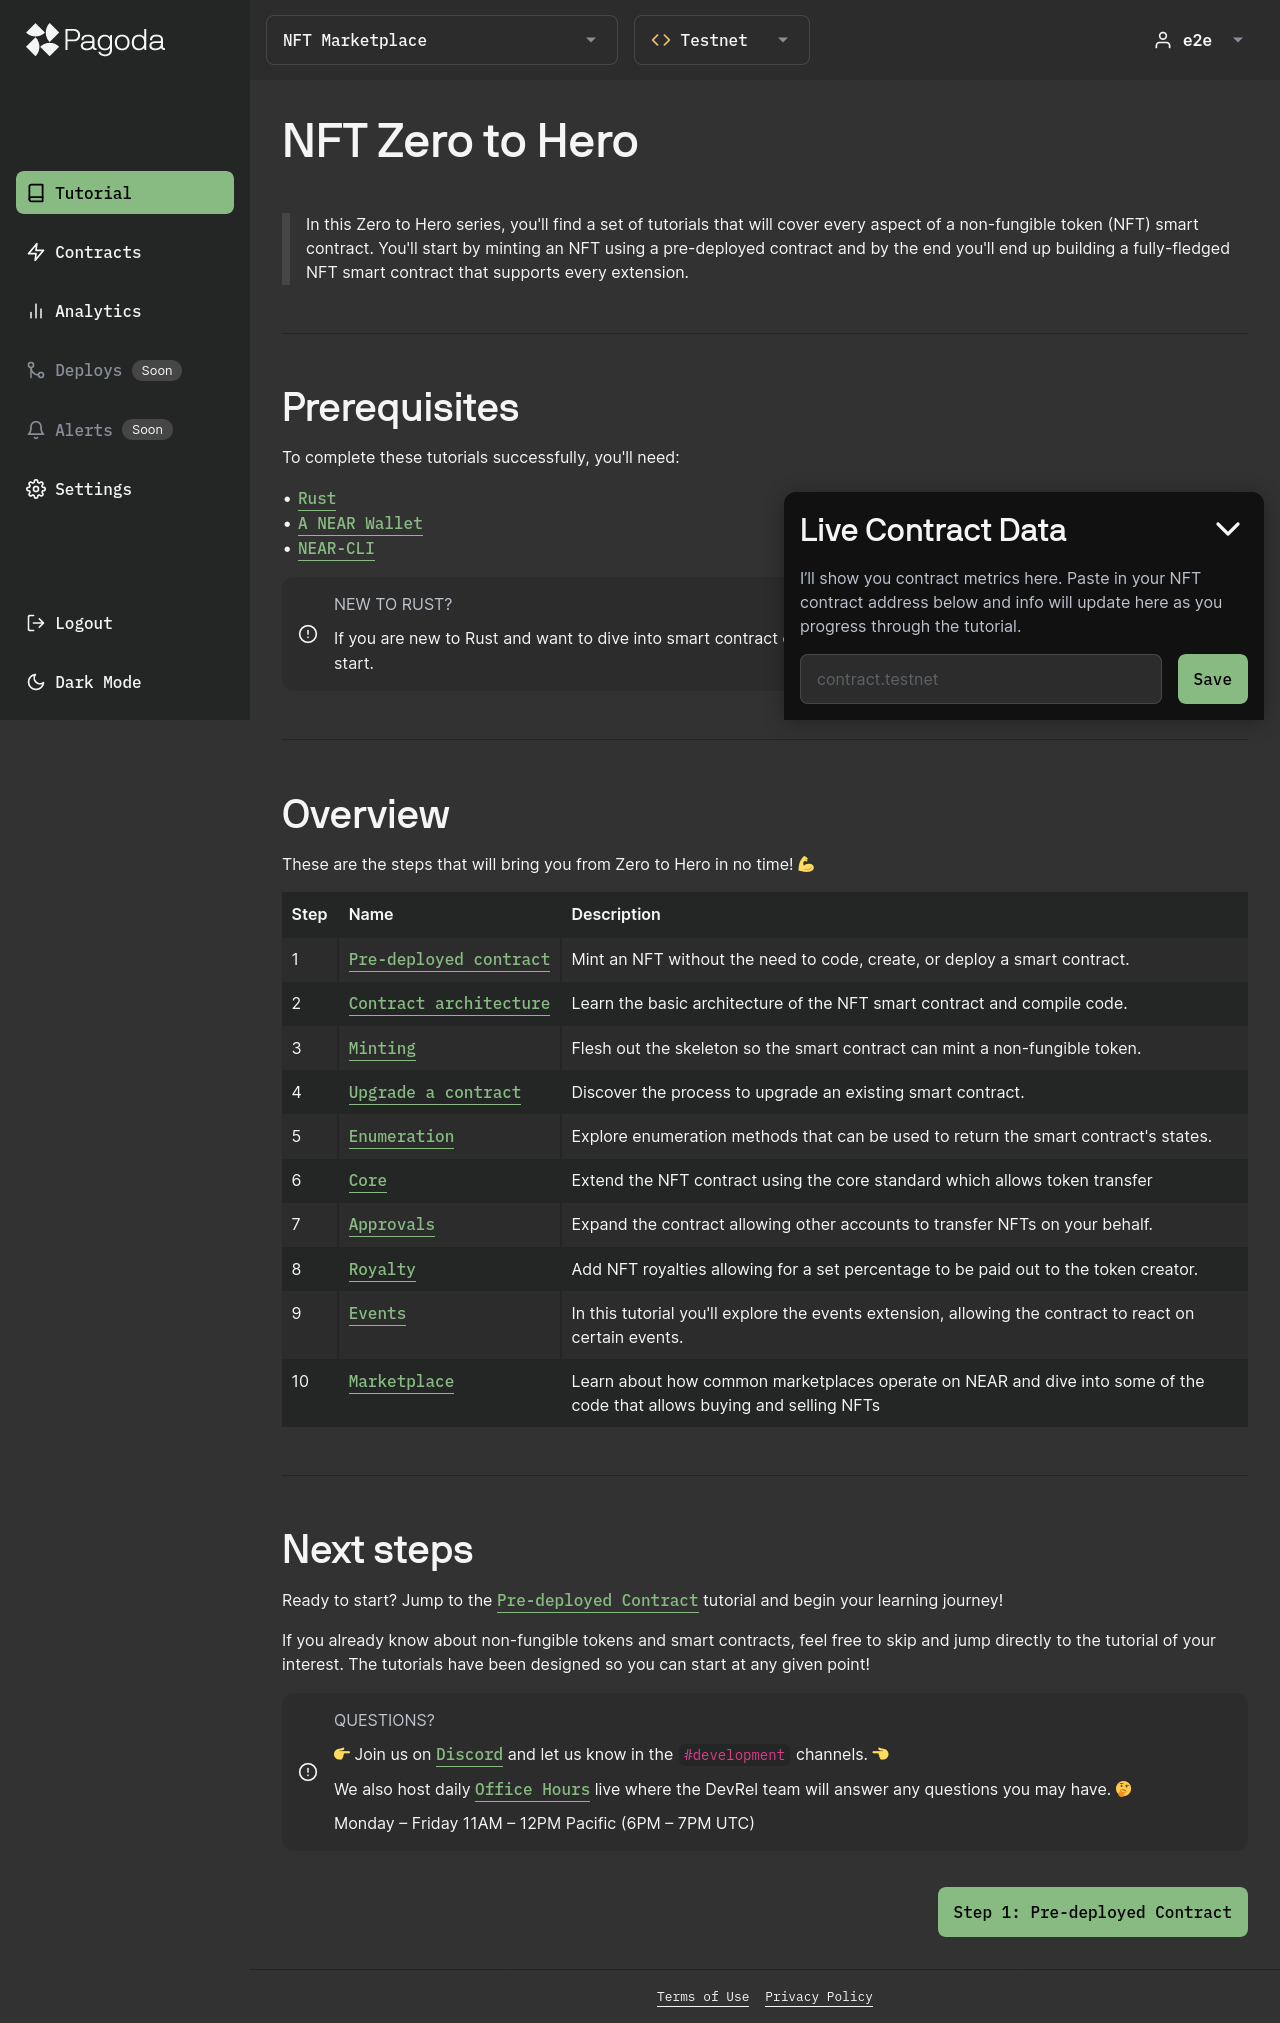 Pagoda
NFT Marketplace
Testnet
e2e
Tutorial
Contracts
Analytics
Deploys Soon
Alerts Soon
Settings
Logout
Dark Mode
NFT Zero to Hero
In this Zero to Hero series, you'll find a set of tutorials that will cover every aspect of a non-fungible token (NFT) smart
contract. You'll start by minting an NFT using a pre-deployed contract and by the end you'll end up building a fully-fledged
NFT smart contract that supports every extension.
Prerequisites
To complete these tutorials successfully, you'll need:
• Rust
• A NEAR Wallet
• NEAR-CLI
NEW TO RUST?
If you are new to Rust and want to dive into smart contract
start.
Live Contract Data
I’ll show you contract metrics here. Paste in your NFT
contract address below and info will update here as you
progress through the tutorial.
contract.testnet
Save
Overview
These are the steps that will bring you from Zero to Hero in no time! 💪
Step Name Description
1 Pre-deployed contract Mint an NFT without the need to code, create, or deploy a smart contract.
2 Contract architecture Learn the basic architecture of the NFT smart contract and compile code.
3 Minting Flesh out the skeleton so the smart contract can mint a non-fungible token.
4 Upgrade a contract Discover the process to upgrade an existing smart contract.
5 Enumeration Explore enumeration methods that can be used to return the smart contract's states.
6 Core Extend the NFT contract using the core standard which allows token transfer
7 Approvals Expand the contract allowing other accounts to transfer NFTs on your behalf.
8 Royalty Add NFT royalties allowing for a set percentage to be paid out to the token creator.
9 Events In this tutorial you'll explore the events extension, allowing the contract to react on
certain events.
10 Marketplace Learn about how common marketplaces operate on NEAR and dive into some of the
code that allows buying and selling NFTs
Next steps
Ready to start? Jump to the Pre-deployed Contract tutorial and begin your learning journey!
If you already know about non-fungible tokens and smart contracts, feel free to skip and jump directly to the tutorial of your
interest. The tutorials have been designed so you can start at any given point!
QUESTIONS?
👉 Join us on Discord and let us know in the #development channels. 👈
We also host daily Office Hours live where the DevRel team will answer any questions you may have. 🤔
Monday – Friday 11AM – 12PM Pacific (6PM – 7PM UTC)
Step 1: Pre-deployed Contract
Terms of Use Privacy Policy